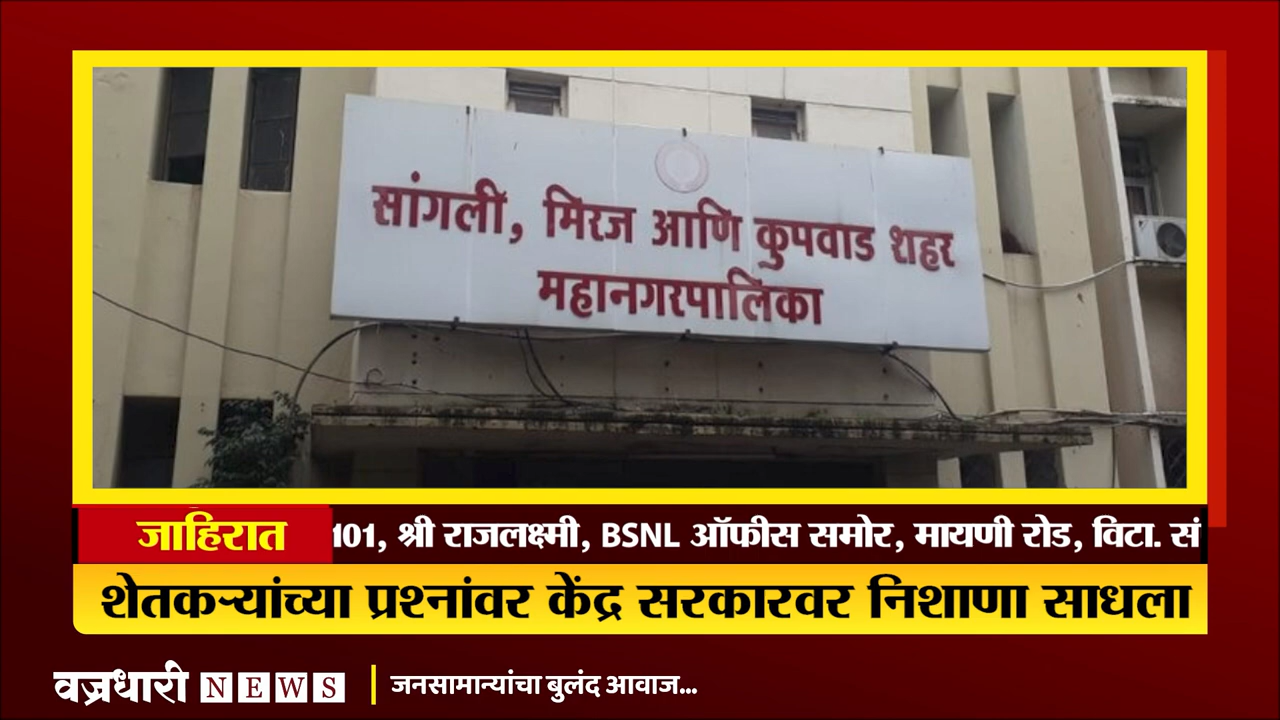 सांगली, मिरज आणि कुपवाड शहर
महानगरपालिका
जाहिरात 101, श्री राजलक्ष्मी, BSNL ऑफीस समोर, मायणी रोड, विटा. सं
शेतकऱ्यांच्या प्रश्नांवर केंद्र सरकारवर निशाणा साधला
वज्रधारी NEWS | जनसामान्यांचा बुलंद आवाज...